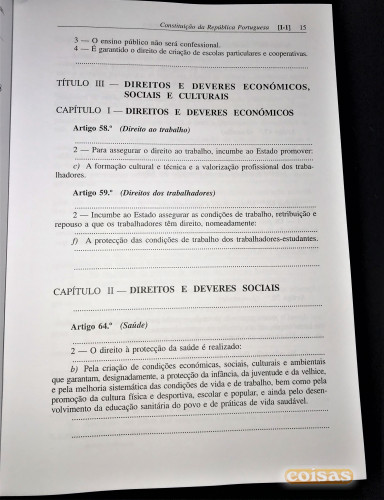 Constituição da República Portuguesa [I-1] 15
3 — O ensino público não será confessional.
4 — É garantido o direito de criação de escolas particulares e cooperativas.
TÍTULO III — DIREITOS E DEVERES ECONÓMICOS,
SOCIAIS E CULTURAIS
CAPÍTULO I — DIREITOS E DEVERES ECONÓMICOS
Artigo 58.º (Direito ao trabalho)
2 — Para assegurar o direito ao trabalho, incumbe ao Estado promover:
c) A formação cultural e técnica e a valorização profissional dos traba-
lhadores.
Artigo 59.º (Direitos dos trabalhadores)
2 — Incumbe ao Estado assegurar as condições de trabalho, retribuição e
repouso a que os trabalhadores têm direito, nomeadamente:
f) A protecção das condições de trabalho dos trabalhadores-estudantes.
CAPÍTULO II — DIREITOS E DEVERES SOCIAIS
Artigo 64.º (Saúde)
2 — O direito à protecção da saúde é realizado:
b) Pela criação de condições económicas, sociais, culturais e ambientais
que garantam, designadamente, a protecção da infância, da juventude e da velhice,
e pela melhoria sistemática das condições de vida e de trabalho, bem como pela
promoção da cultura física e desportiva, escolar e popular, e ainda pelo desen-
volvimento da educação sanitária do povo e de práticas de vida saudável.
coisas